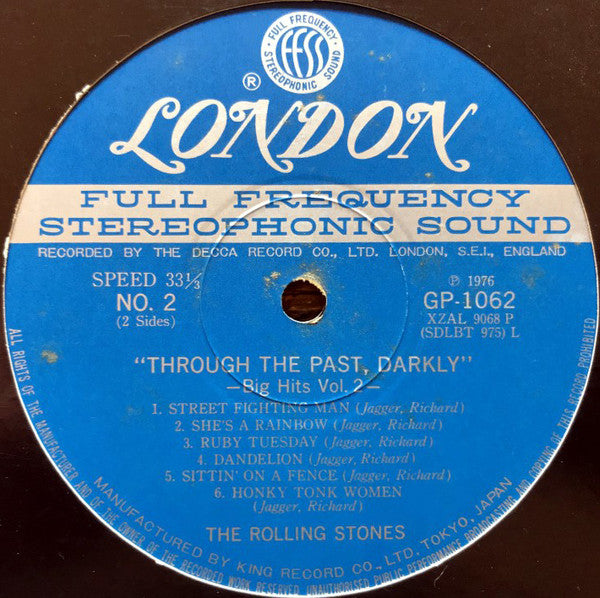 FULL FREQUENCY
ffss
STEREOPHONIC SOUND
®
LONDON
FULL FREQUENCY
STEREOPHONIC SOUND
RECORDED BY THE DECCA RECORD CO., LTD. LONDON, S.E.I., ENGLAND
SPEED 33⅓
NO. 2
(2 Sides)
℗ 1976
GP-1062
XZAL 9068 P
(SDLBT 975) L
"THROUGH THE PAST, DARKLY"
—Big Hits Vol. 2—
1. STREET FIGHTING MAN (Jagger, Richard)
2. SHE'S A RAINBOW (Jagger, Richard)
3. RUBY TUESDAY (Jagger, Richard)
4. DANDELION (Jagger, Richard)
5. SITTIN' ON A FENCE (Jagger, Richard)
6. HONKY TONK WOMEN
(Jagger, Richard)
THE ROLLING STONES
MANUFACTURED BY KING RECORD CO., LTD. TOKYO, JAPAN
ALL RIGHTS OF THE MANUFACTURER AND OF THE OWNER OF THE RECORDED WORK RESERVED. UNAUTHORISED PUBLIC PERFORMANCE BROADCASTING AND COPYING OF THIS RECORD PROHIBITED